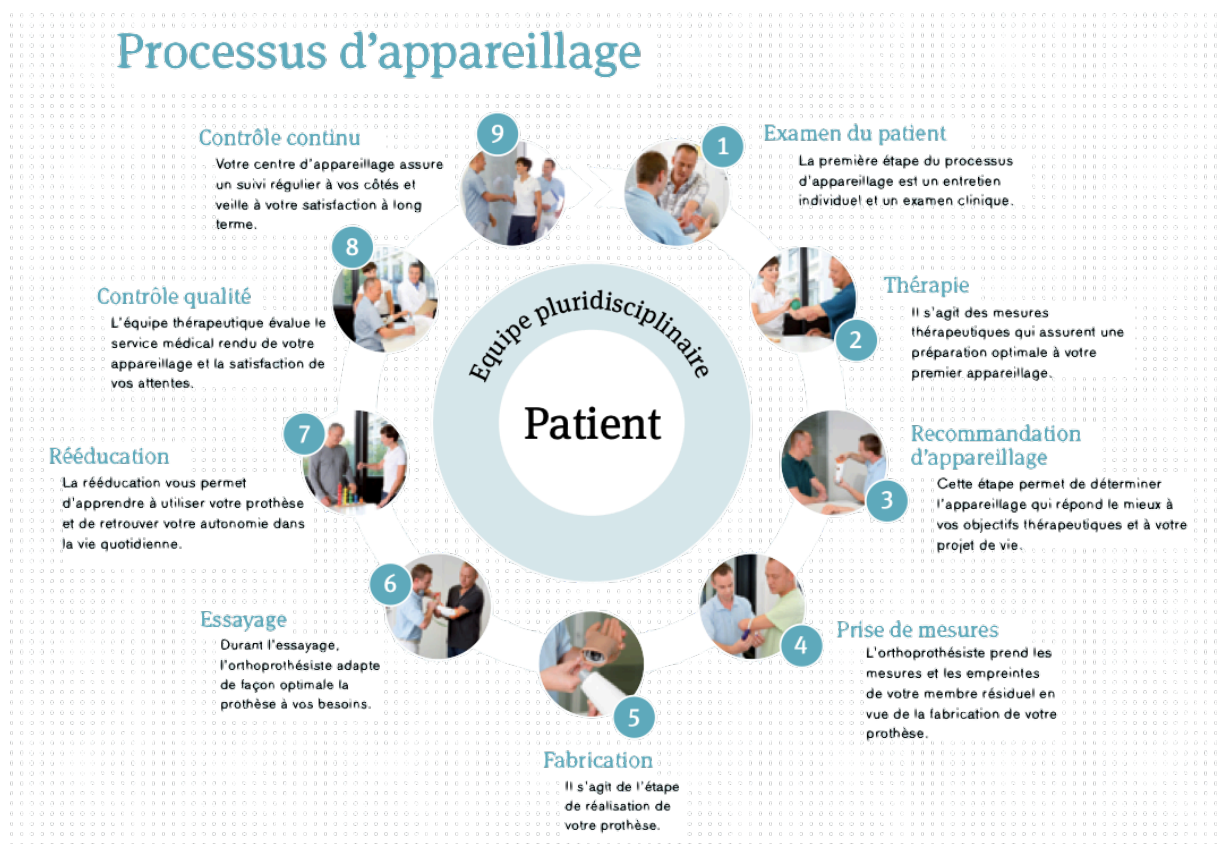 Processus d'appareillage
1
Examen du patient
La première étape du processus
d'appareillage est un entretien
individuel et un examen clinique.
2
Thérapie
Il s'agit des mesures
thérapeutiques qui assurent une
préparation optimale à votre
premier appareillage.
3
Recommandation
d'appareillage
Cette étape permet de déterminer
l'appareillage qui répond le mieux à
vos objectifs thérapeutiques et à votre
projet de vie.
4
Prise de mesures
L'orthoprothésiste prend les
mesures et les empreintes
de votre membre résiduel en
vue de la fabrication de votre
prothèse.
5
Fabrication
Il s'agit de l'étape
de réalisation de
votre prothèse.
6
Essayage
Durant l'essayage,
l'orthoprothésiste adapte
de façon optimale la
prothèse à vos besoins.
7
Rééducation
La rééducation vous permet
d'apprendre à utiliser votre prothèse
et de retrouver votre autonomie dans
la vie quotidienne.
8
Contrôle qualité
L'équipe thérapeutique évalue le
service médical rendu de votre
appareillage et la satisfaction de
vos attentes.
9
Contrôle continu
Votre centre d'appareillage assure
un suivi régulier à vos côtés et
veille à votre satisfaction à long
terme.
Equipe pluridisciplinaire
Patient